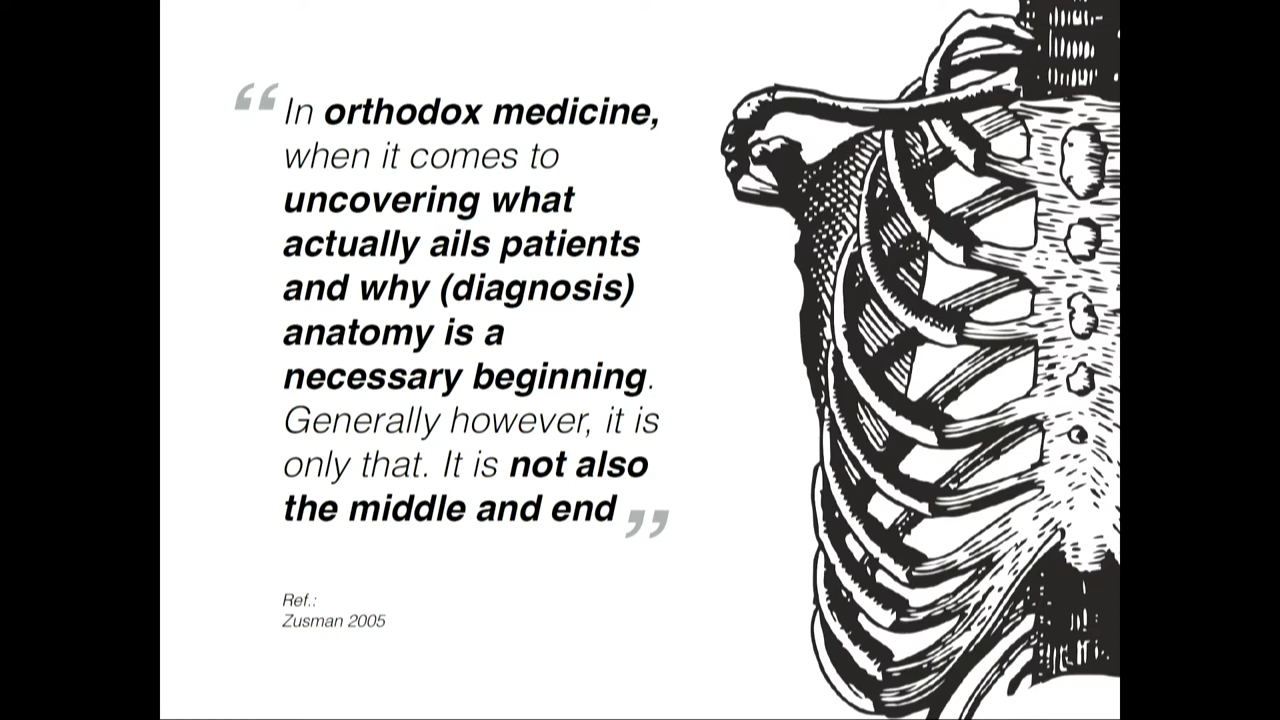 “ In orthodox medicine,
when it comes to
uncovering what
actually ails patients
and why (diagnosis)
anatomy is a
necessary beginning.
Generally however, it is
only that. It is not also
the middle and end ”
Ref.:
Zusman 2005